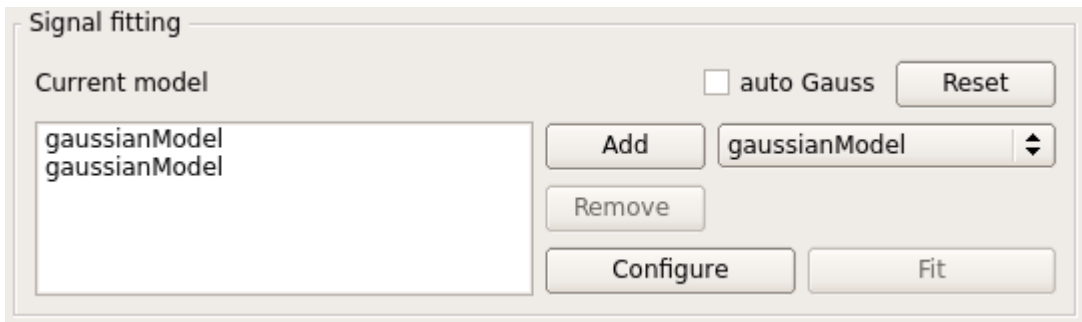 Signal fitting
Current model
auto Gauss
Reset
gaussianModel
gaussianModel
Add
gaussianModel
Remove
Configure
Fit